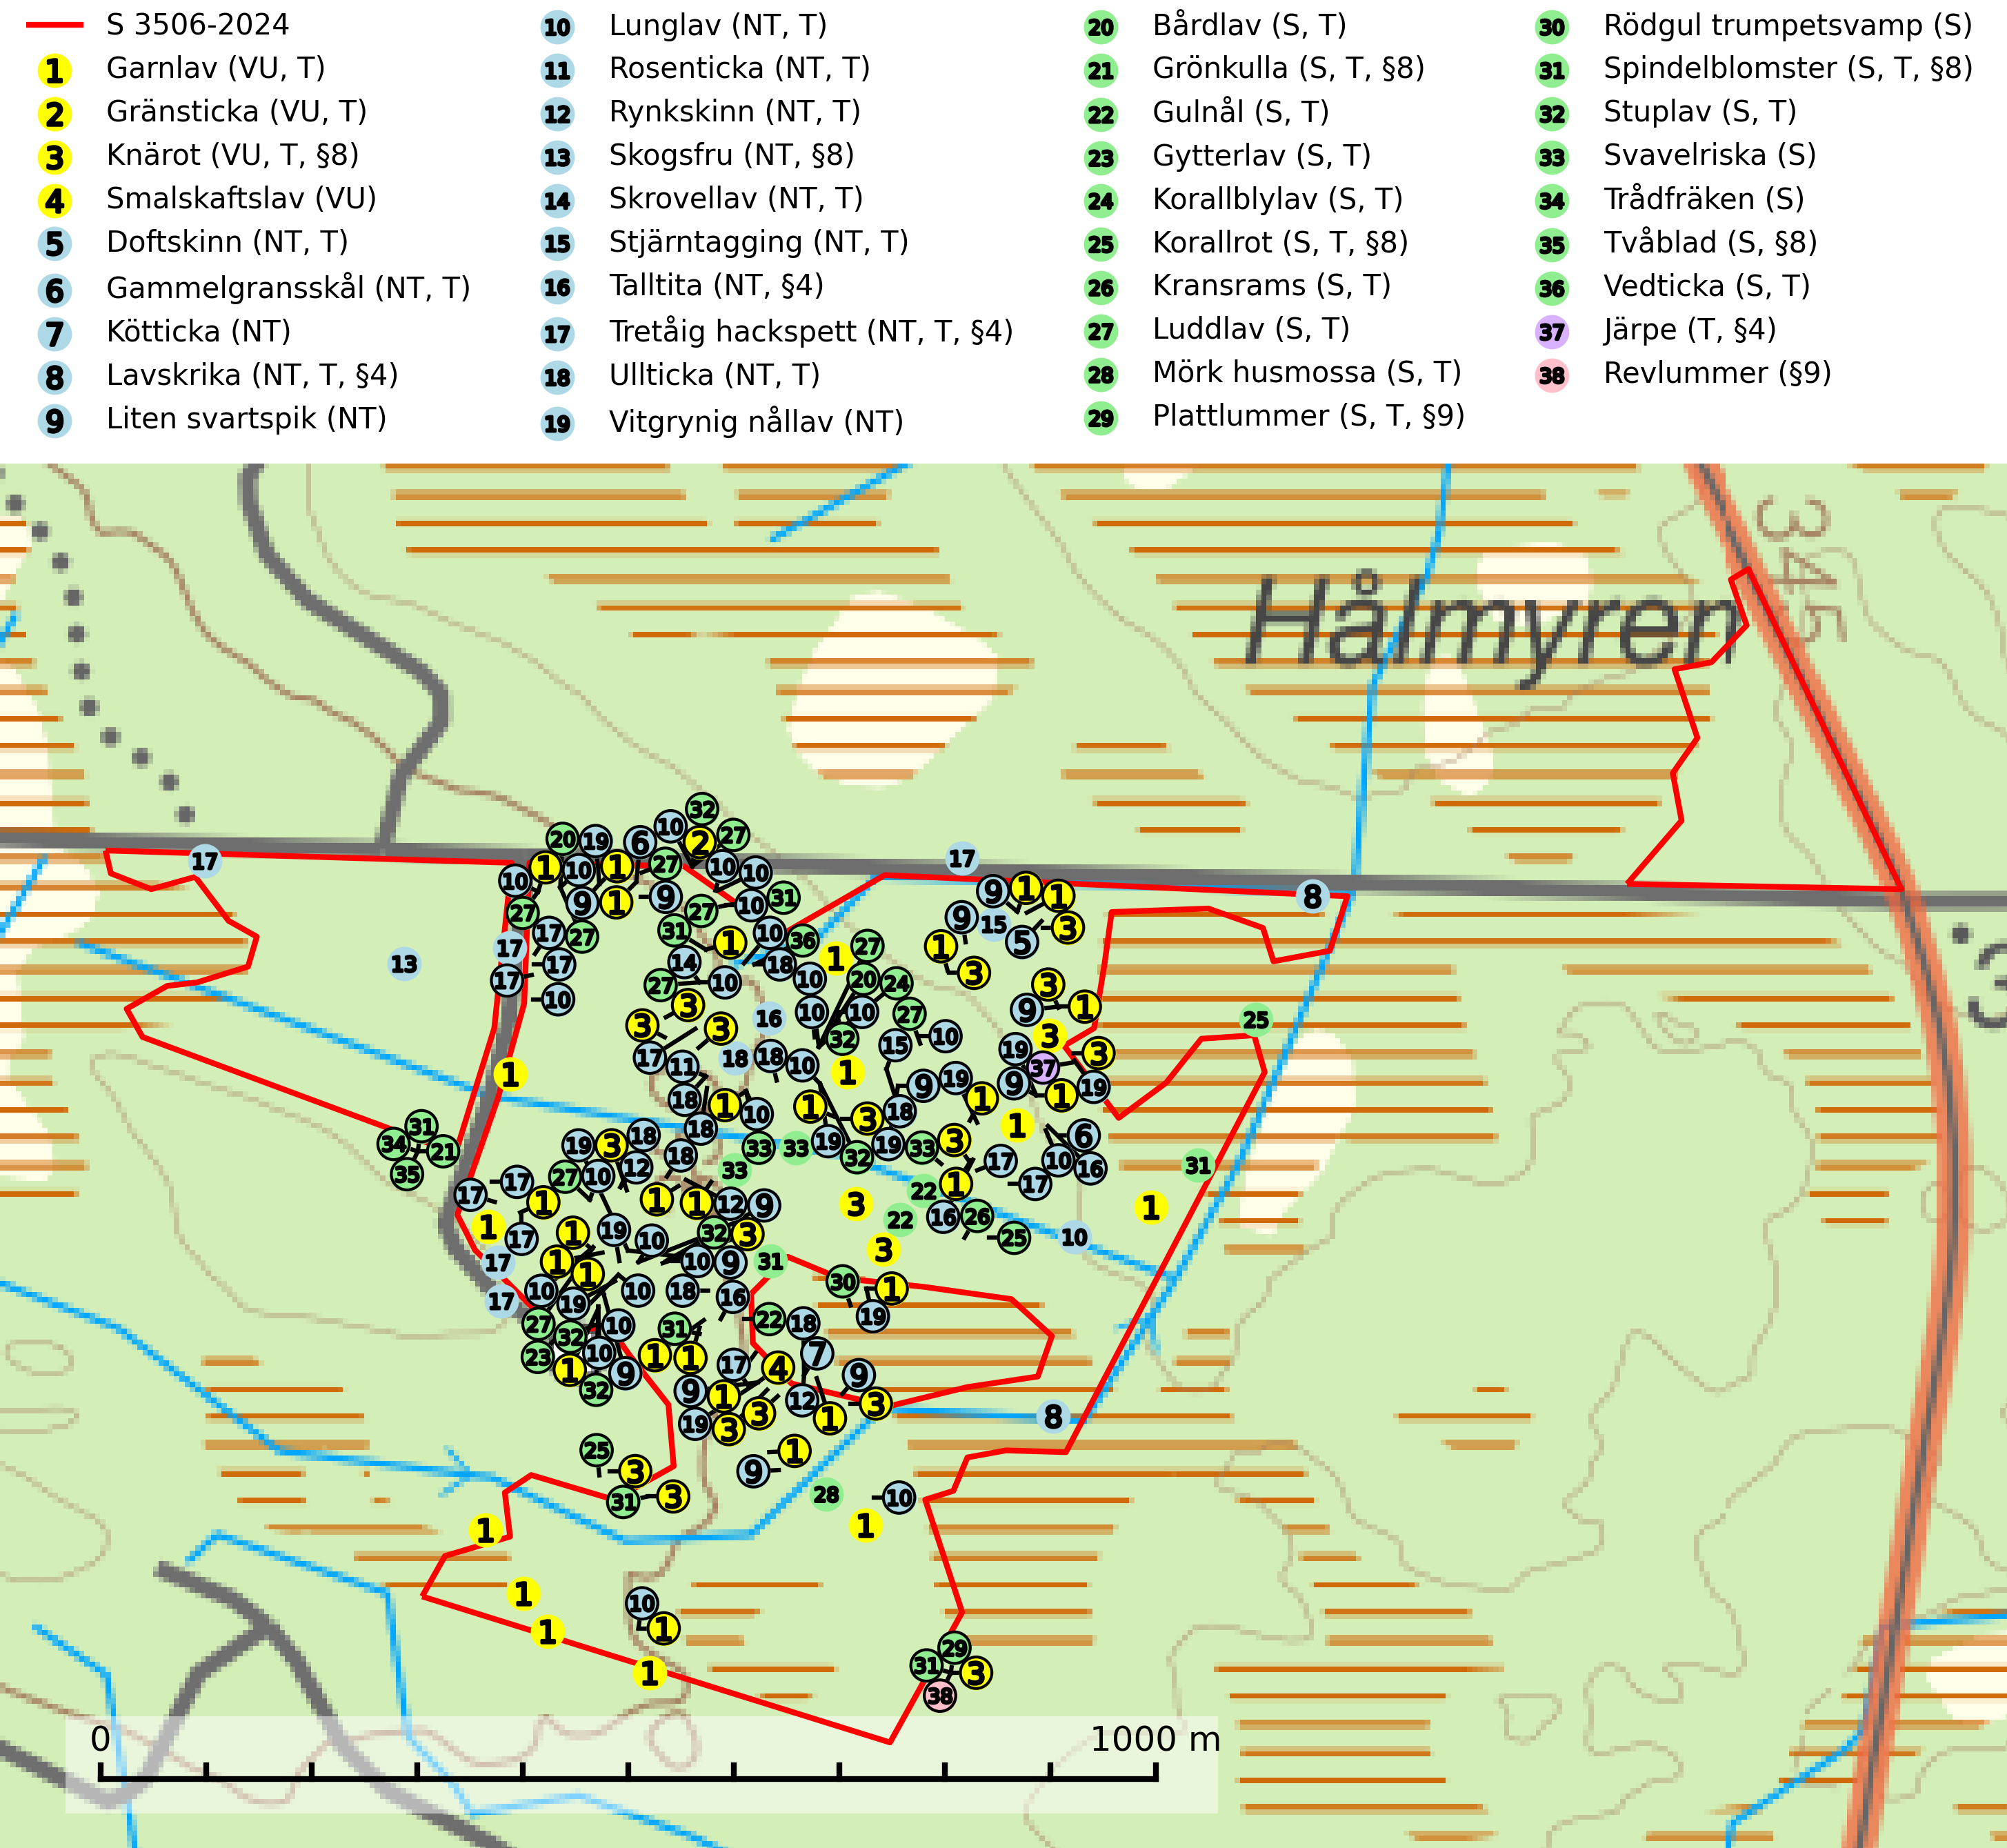 S 3506-2024
1 Garnlav (VU, T)
2 Gränsticka (VU, T)
3 Knärot (VU, T, §8)
4 Smalskaftslav (VU)
5 Doftskinn (NT, T)
6 Gammelgransskål (NT, T)
7 Kötticka (NT)
8 Lavskrika (NT, T, §4)
9 Liten svartspik (NT)
10 Lunglav (NT, T)
11 Rosenticka (NT, T)
12 Rynkskinn (NT, T)
13 Skogsfru (NT, §8)
14 Skrovellav (NT, T)
15 Stjärntagging (NT, T)
16 Talltita (NT, §4)
17 Tretåig hackspett (NT, T, §4)
18 Ullticka (NT, T)
19 Vitgrynig nållav (NT)
20 Bårdlav (S, T)
21 Grönkulla (S, T, §8)
22 Gulnål (S, T)
23 Gytterlav (S, T)
24 Korallblylav (S, T)
25 Korallrot (S, T, §8)
26 Kransrams (S, T)
27 Luddlav (S, T)
28 Mörk husmossa (S, T)
29 Plattlummer (S, T, §9)
30 Rödgul trumpetsvamp (S)
31 Spindelblomster (S, T, §8)
32 Stuplav (S, T)
33 Svavelriska (S)
34 Trådfräken (S)
35 Tvåblad (S, §8)
36 Vedticka (S, T)
37 Järpe (T, §4)
38 Revlummer (§9)
345
Hålmyren
0 1000 m